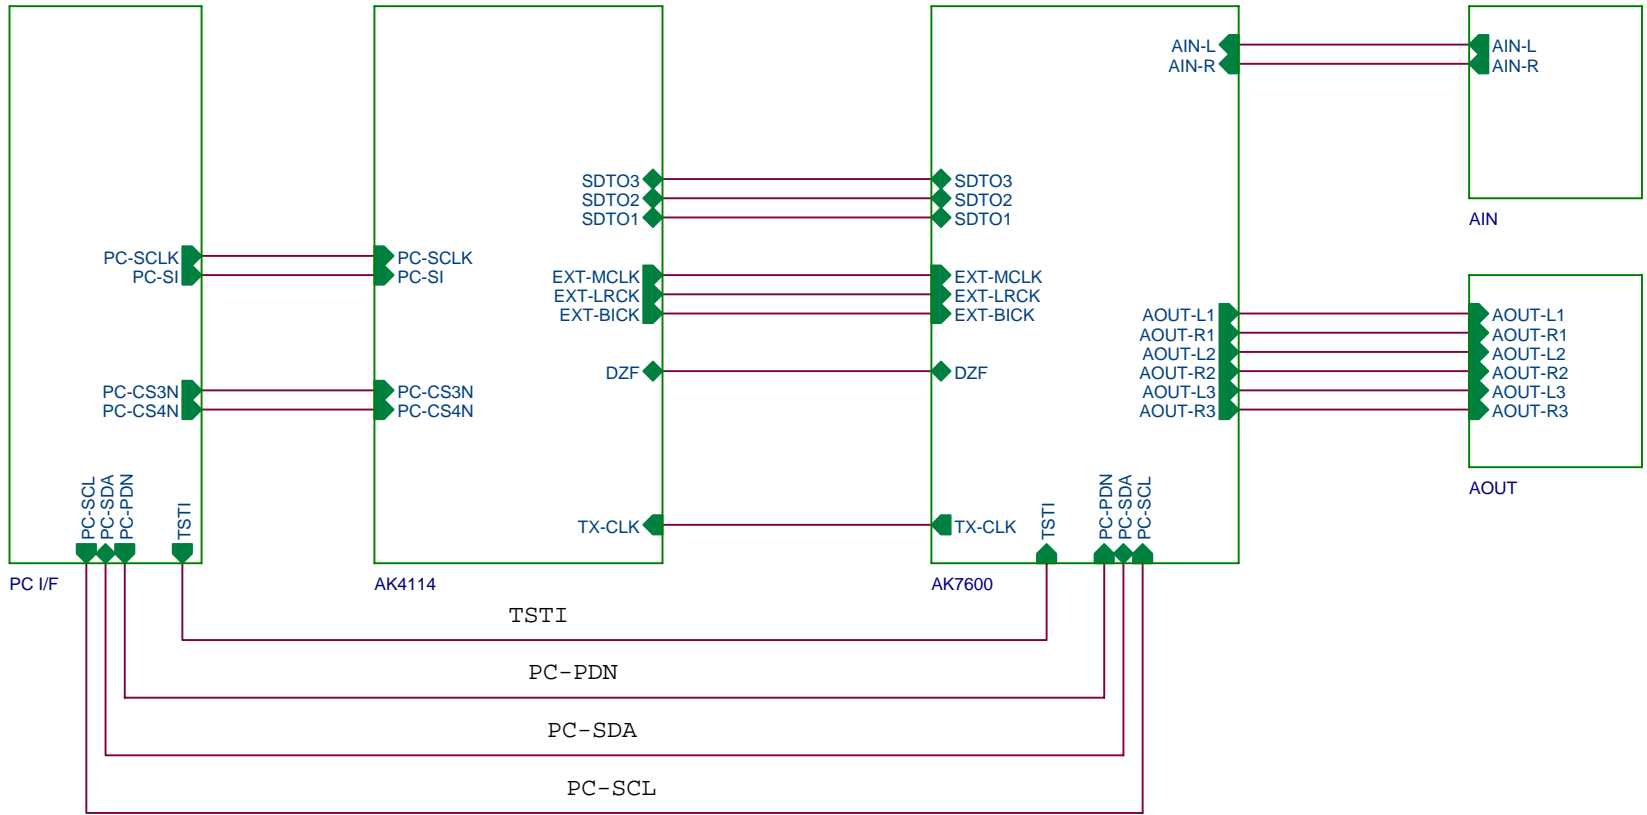 PC-SCLK
PC-SI
PC-CS3N
PC-CS4N
PC-SCL
PC-SDA
PC-PDN
TSTI
PC I/F
PC-SCLK
PC-SI
PC-CS3N
PC-CS4N
SDTO3
SDTO2
SDTO1
EXT-MCLK
EXT-LRCK
EXT-BICK
DZF
TX-CLK
AK4114
SDTO3
SDTO2
SDTO1
EXT-MCLK
EXT-LRCK
EXT-BICK
DZF
TX-CLK
AIN-L
AIN-R
AOUT-L1
AOUT-R1
AOUT-L2
AOUT-R2
AOUT-L3
AOUT-R3
TSTI
PC-PDN
PC-SDA
PC-SCL
AK7600
AIN-L
AIN-R
AIN
AOUT-L1
AOUT-R1
AOUT-L2
AOUT-R2
AOUT-L3
AOUT-R3
AOUT
TSTI
PC-PDN
PC-SDA
PC-SCL